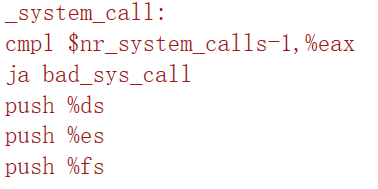 _system_call:
cmpl $nr_system_calls-1,%eax
ja bad_sys_call
push %ds
push %es
push %fs